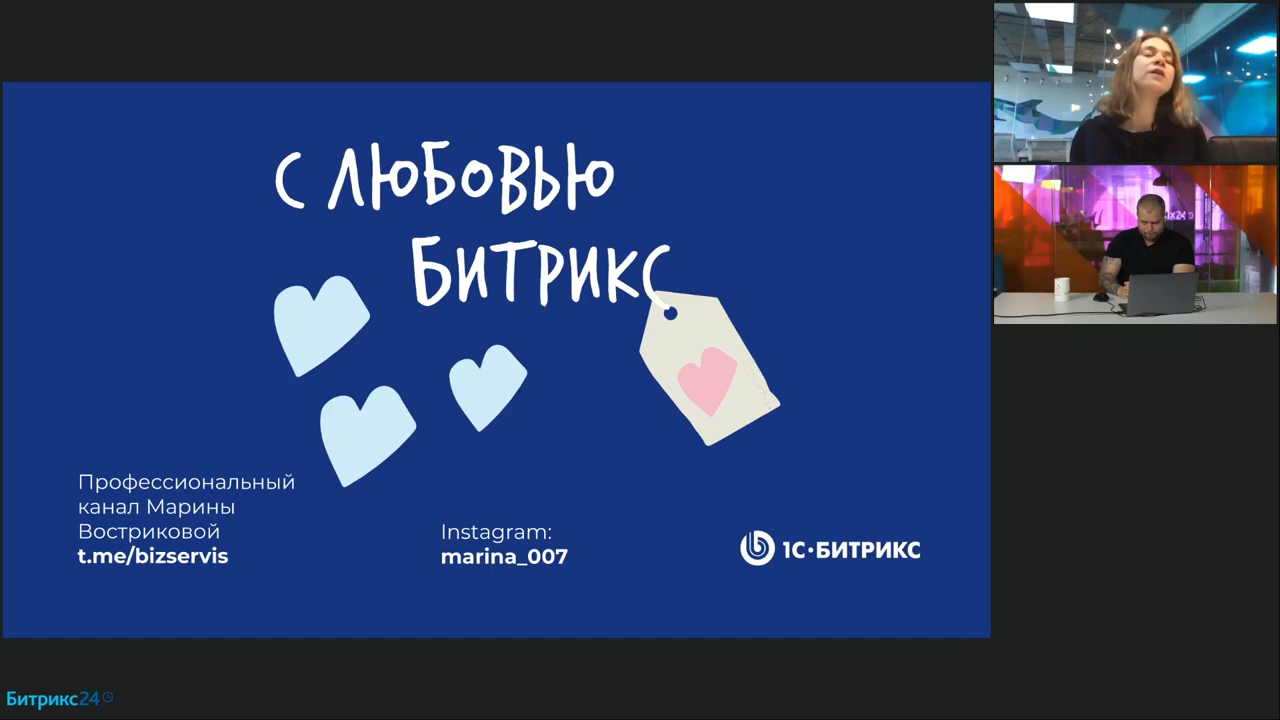 С ЛЮБОВЬЮ
БИТРИКС
Профессиональный
канал Марины
Востриковой
t.me/bizservis
Instagram:
marina_007
1С·БИТРИКС
Битрикс24